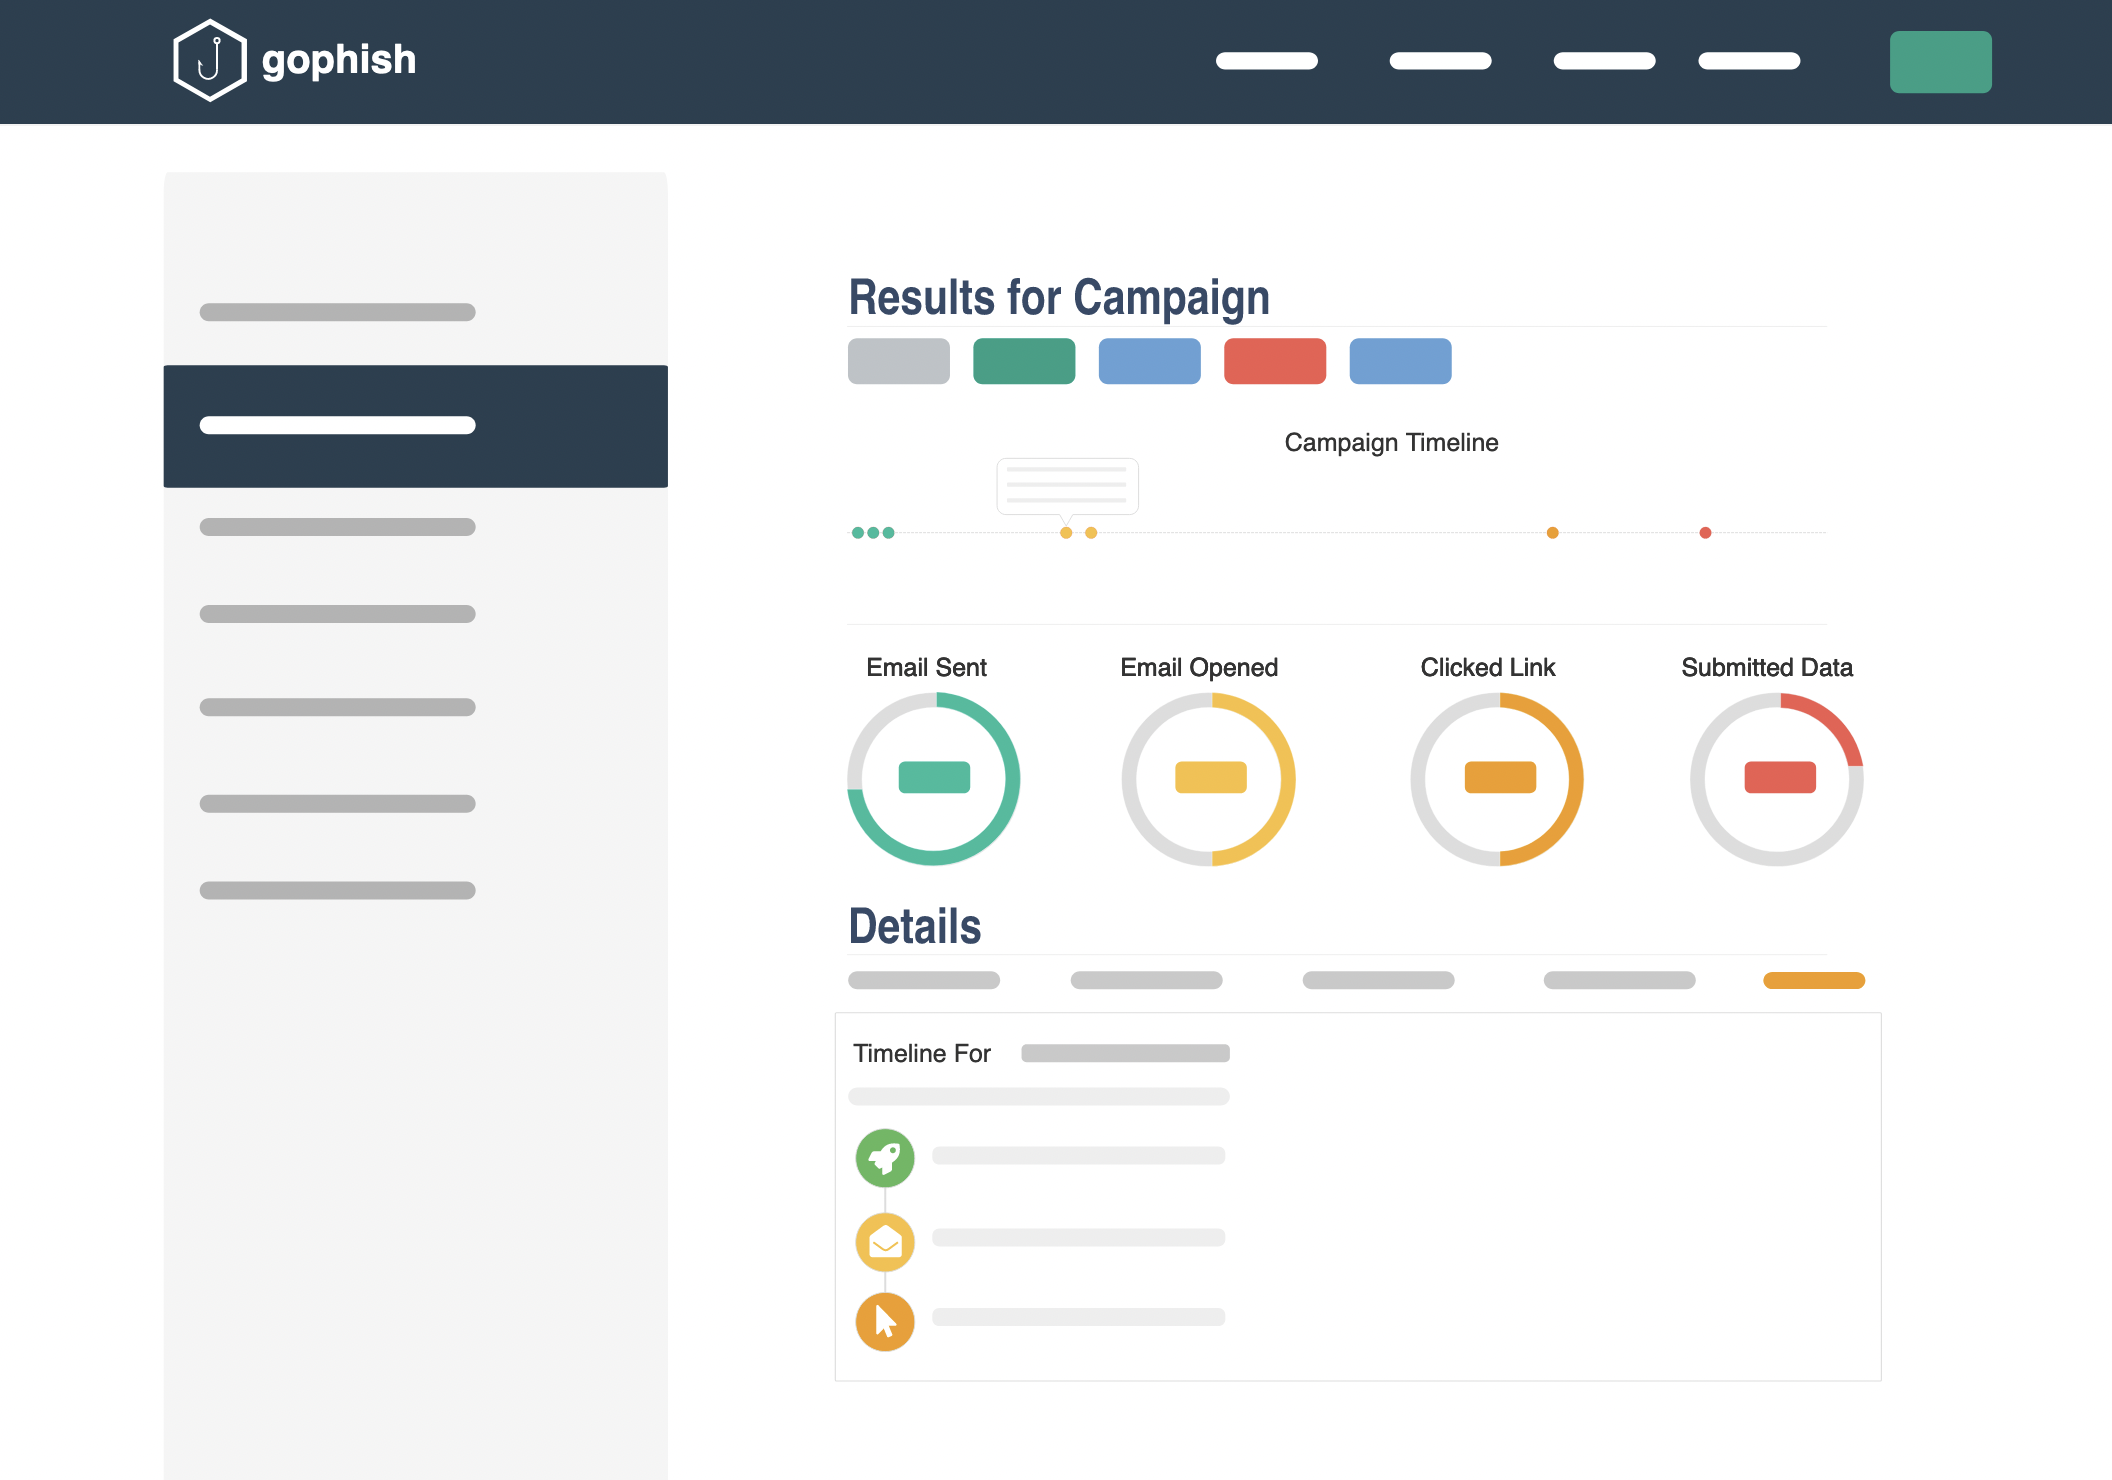 gophish
Results for Campaign
Campaign Timeline
Email Sent
Email Opened
Clicked Link
Submitted Data
Details
Timeline For